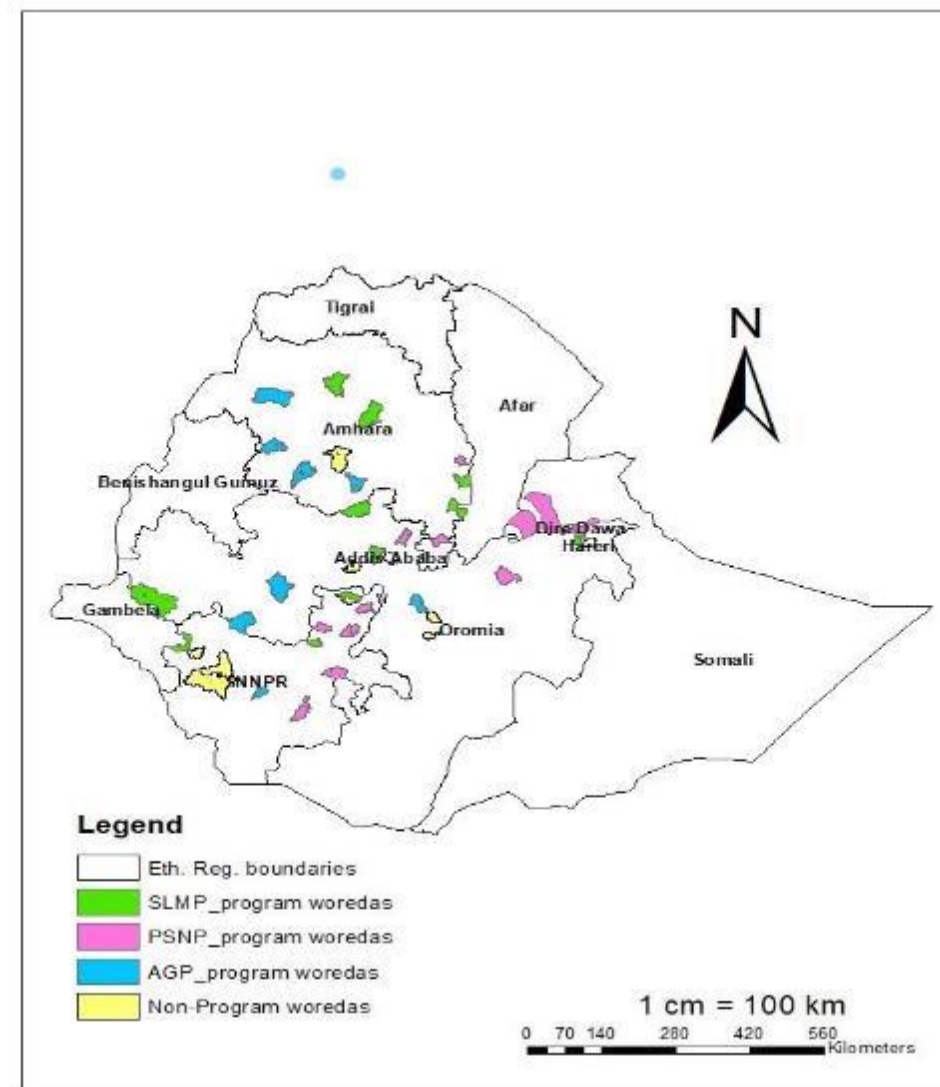 N
Tigrai
Afar
Amhara
Benishangul Gumuz
Dire Dawa
Hareri
Addis Ababa
Gambela
Oromia
Somali
SNNPR
Legend
Eth. Reg. boundaries
SLMP_program woredas
PSNP_program woredas
AGP_program woredas
Non-Program woredas
1 cm = 100 km
0 70 140 280 420 560
Kilometers